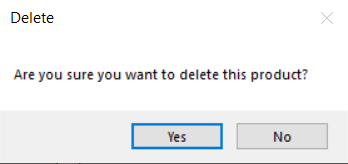 Delete
Are you sure you want to delete this product?
Yes
No